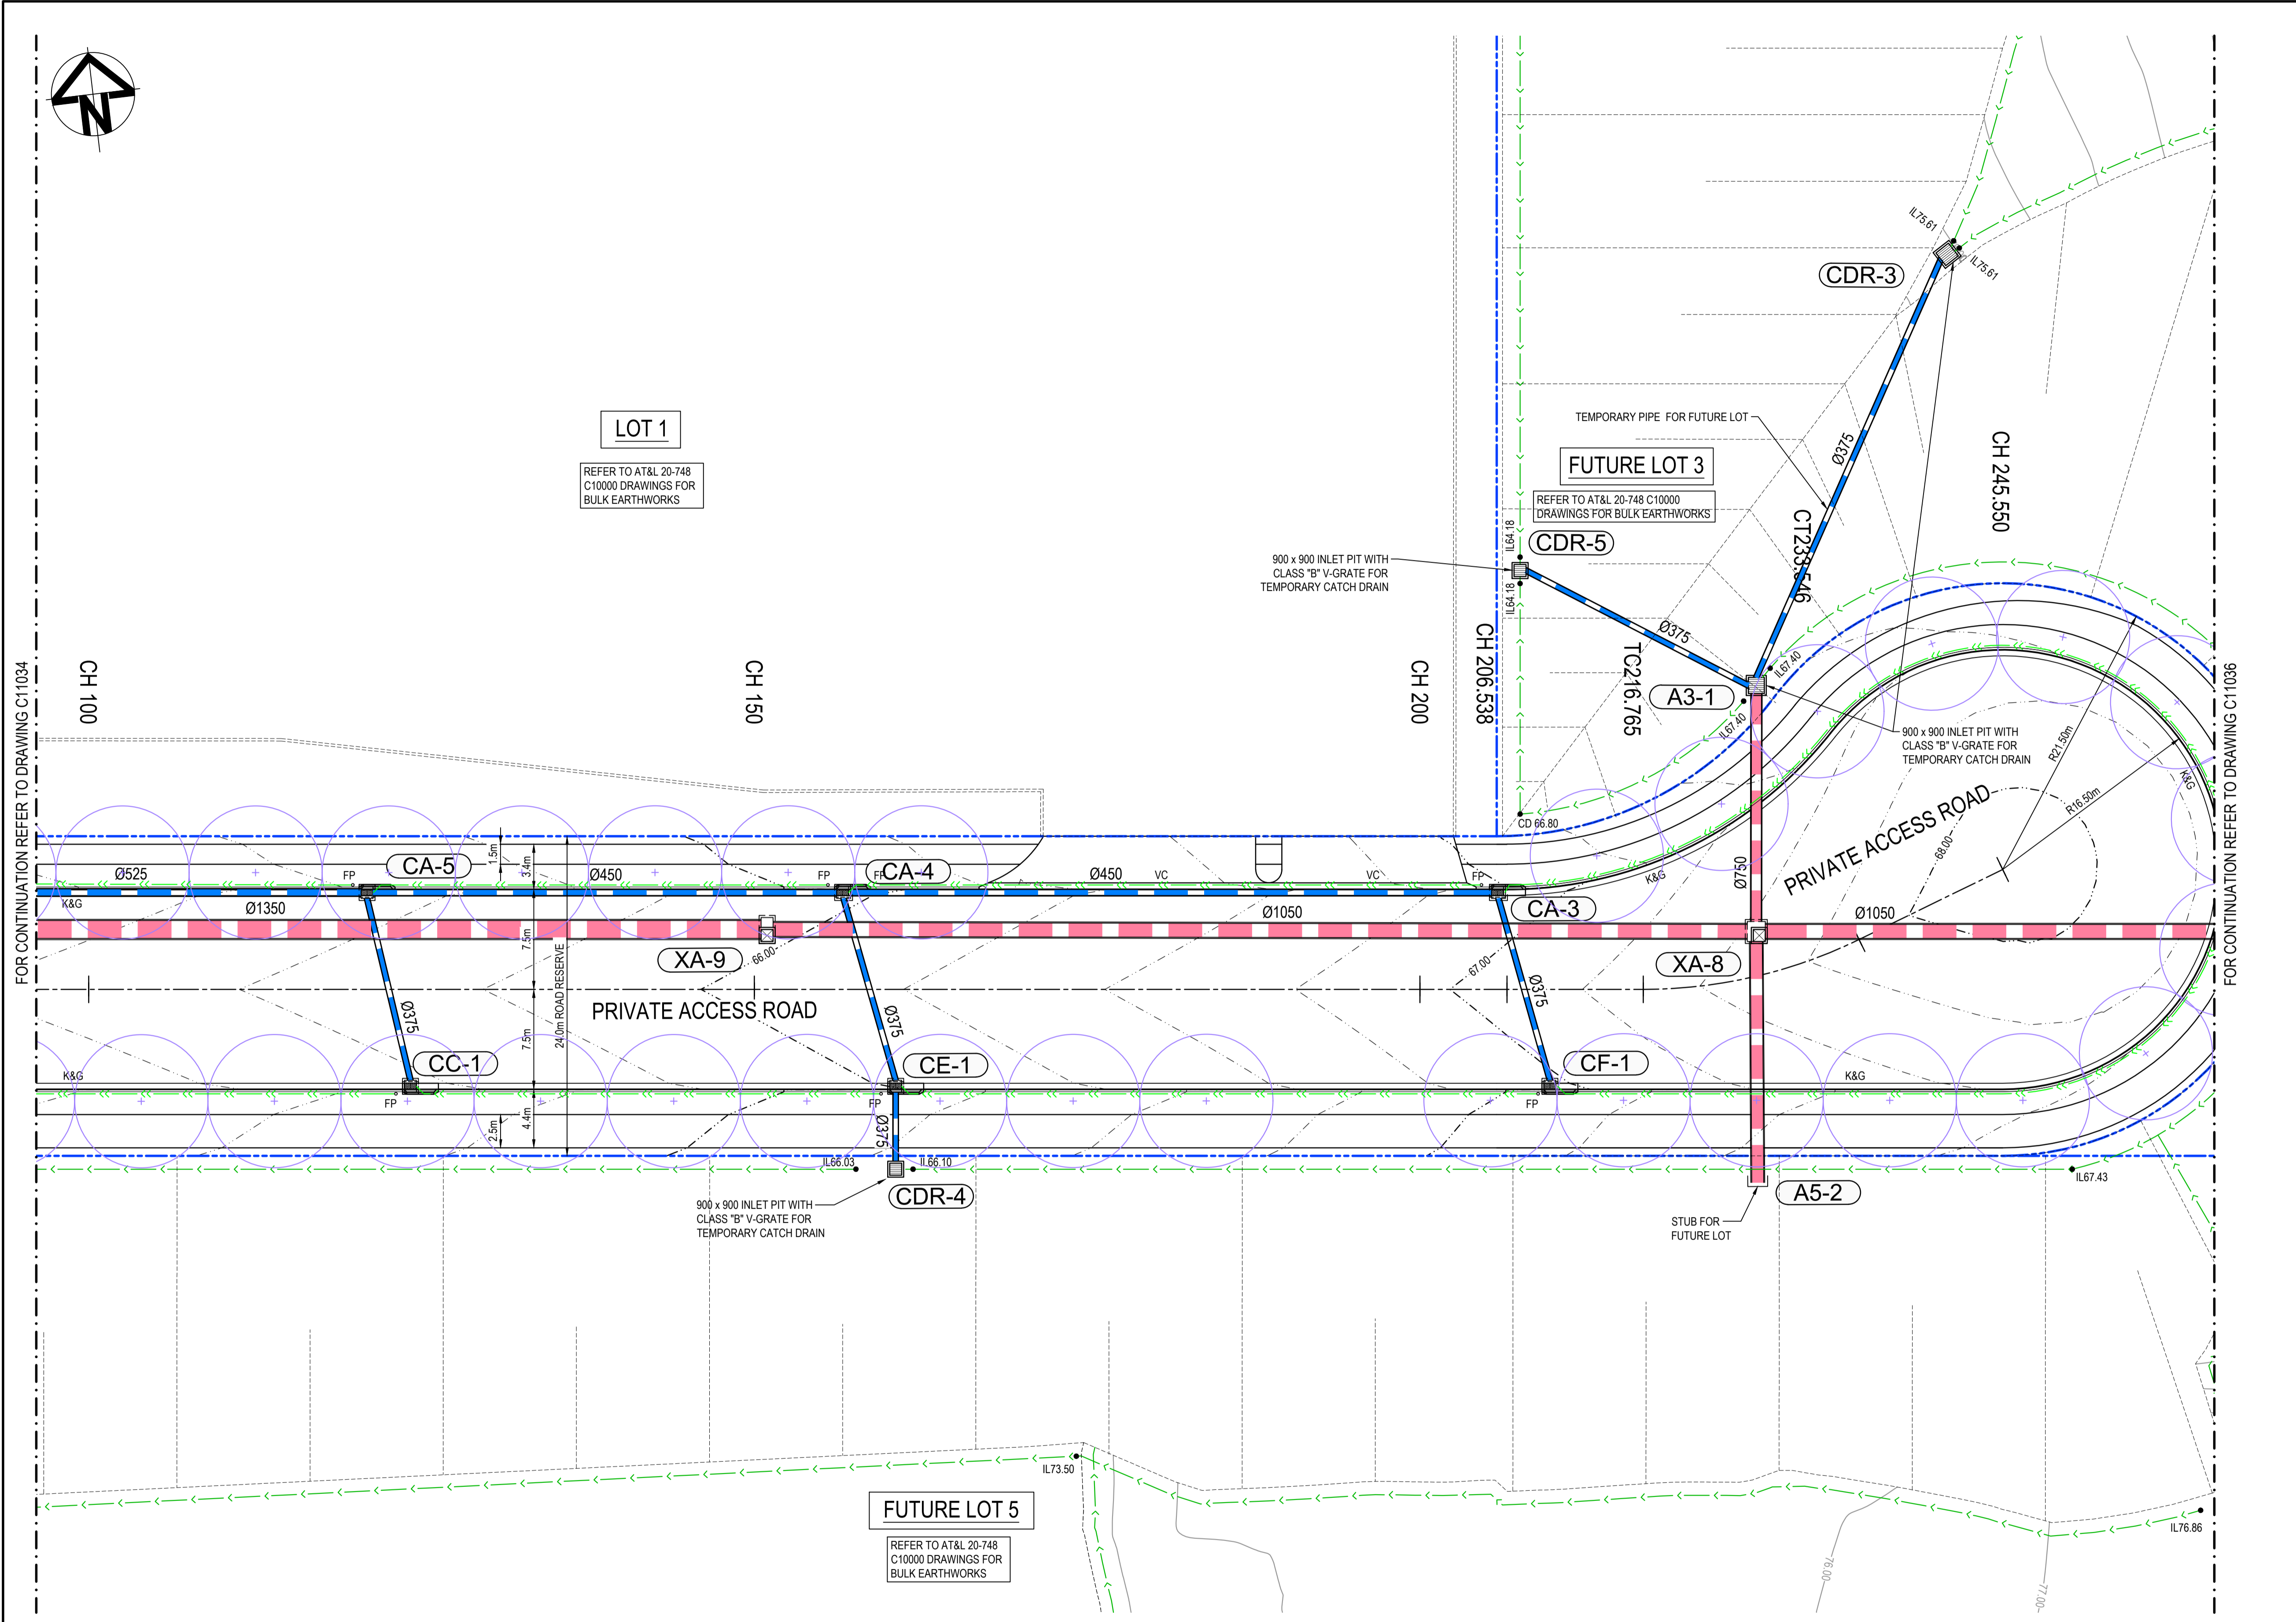 N
FOR CONTINUATION REFER TO DRAWING C11034
FOR CONTINUATION REFER TO DRAWING C11036
LOT 1
REFER TO AT&L 20-748
C10000 DRAWINGS FOR
BULK EARTHWORKS
IL75.61
IL75.61
CDR-3
TEMPORARY PIPE FOR FUTURE LOT
Ø375
FUTURE LOT 3
REFER TO AT&L 20-748 C10000
DRAWINGS FOR BULK EARTHWORKS
CH 245.550
CT233.546
IL64.18
CDR-5
900 x 900 INLET PIT WITH
CLASS "B" V-GRATE FOR
TEMPORARY CATCH DRAIN
IL64.18
Ø375
CH 100
CH 150
CH 200
CH 206.538
TC216.765
IL67.40
A3-1
IL67.40
900 x 900 INLET PIT WITH
CLASS "B" V-GRATE FOR
TEMPORARY CATCH DRAIN
R21.50m
R16.50m
K&G
PRIVATE ACCESS ROAD
68.00
CD 66.80
Ø525
FP
CA-5
1.5m
3.4m
Ø450
FP
CA-4
FP
Ø450
VC
VC
FP
K&G
Ø750
K&G
Ø1350
Ø1050
CA-3
Ø1050
XA-9
66.00
7.5m
24.0m ROAD RESERVE
67.00
XA-8
Ø375
PRIVATE ACCESS ROAD
Ø375
Ø375
7.5m
K&G
CC-1
CE-1
CF-1
K&G
FP
FP
FP
2.5m
4.4m
Ø375
IL66.03
IL66.10
IL67.43
CDR-4
A5-2
900 x 900 INLET PIT WITH
CLASS "B" V-GRATE FOR
TEMPORARY CATCH DRAIN
STUB FOR
FUTURE LOT
IL73.50
FUTURE LOT 5
REFER TO AT&L 20-748
C10000 DRAWINGS FOR
BULK EARTHWORKS
IL76.86
76.00
77.00